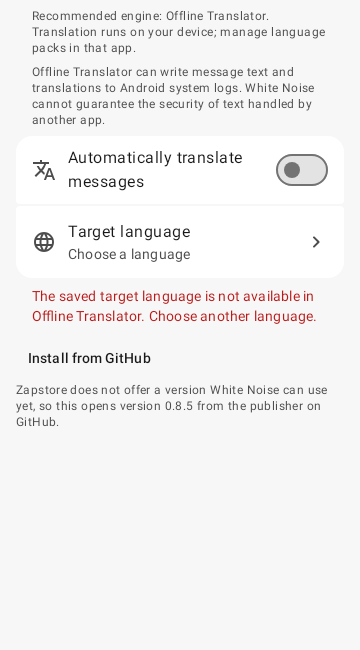 Recommended engine: Offline Translator.
Translation runs on your device; manage language
packs in that app.
Offline Translator can write message text and
translations to Android system logs. White Noise
cannot guarantee the security of text handled by
another app.
Automatically translate
messages
Target language
Choose a language
The saved target language is not available in
Offline Translator. Choose another language.
Install from GitHub
Zapstore does not offer a version White Noise can use
yet, so this opens version 0.8.5 from the publisher on
GitHub.